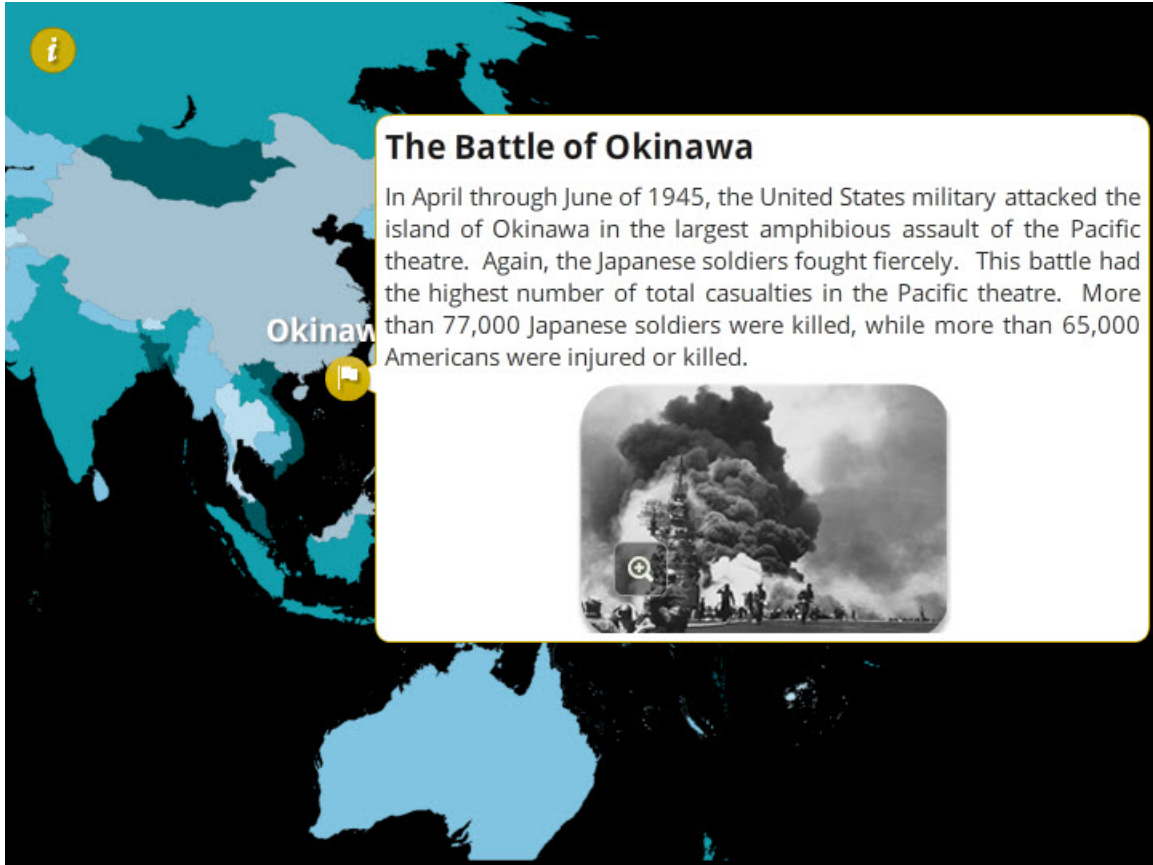 i
The Battle of Okinawa
In April through June of 1945, the United States military attacked the
island of Okinawa in the largest amphibious assault of the Pacific
theatre.  Again, the Japanese soldiers fought fiercely.  This battle had
the highest number of total casualties in the Pacific theatre.  More
than 77,000 Japanese soldiers were killed, while more than 65,000
Americans were injured or killed.
Okinaw